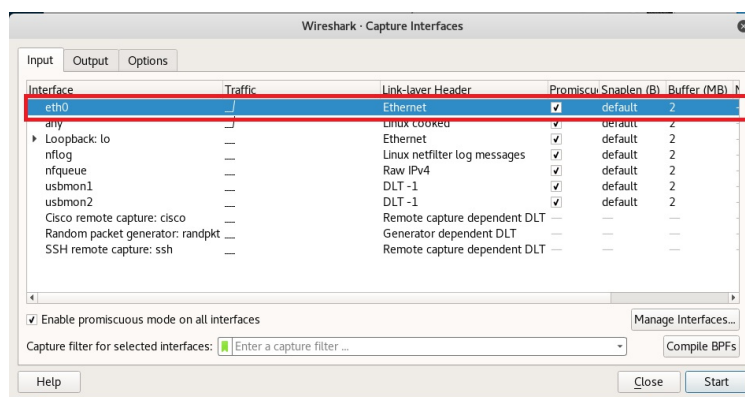 Wireshark · Capture Interfaces
Input Output Options
Interface Traffic Link-layer Header Promiscu Snaplen (B) Buffer (MB)
eth0 Ethernet default 2
any Linux cooked default 2
Loopback: lo Ethernet default 2
nflog Linux netfilter log messages default 2
nfqueue Raw IPv4 default 2
usbmon1 DLT -1 default 2
usbmon2 DLT -1 default 2
Cisco remote capture: cisco Remote capture dependent DLT — — —
Random packet generator: randpkt Generator dependent DLT — — —
SSH remote capture: ssh Remote capture dependent DLT — — —
Enable promiscuous mode on all interfaces Manage Interfaces...
Capture filter for selected interfaces: Enter a capture filter ... Compile BPFs
Help Close Start